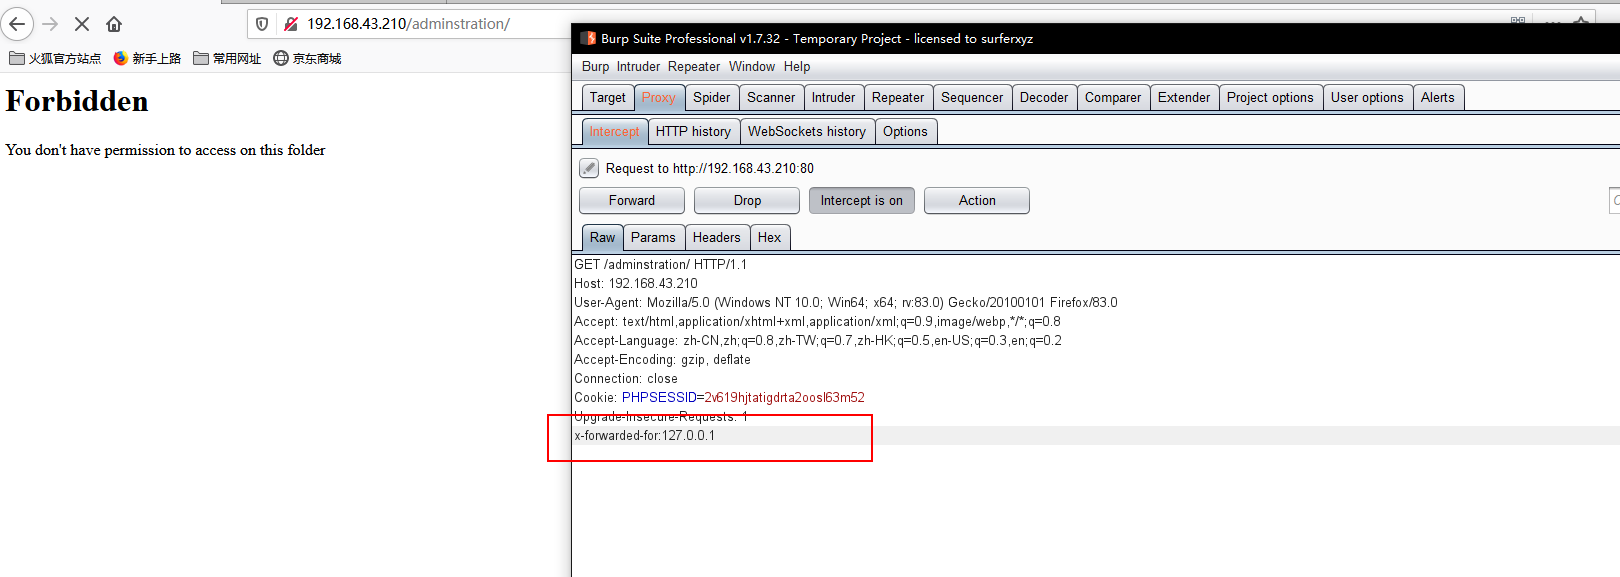 192.168.43.210/adminstration/
火狐官方站点 新手上路 常用网址 京东商城
Forbidden
You don't have permission to access on this folder
Burp Suite Professional v1.7.32 - Temporary Project - licensed to surferxyz
Burp Intruder Repeater Window Help
Target Proxy Spider Scanner Intruder Repeater Sequencer Decoder Comparer Extender Project options User options Alerts
Intercept HTTP history WebSockets history Options
Request to http://192.168.43.210:80
Forward Drop Intercept is on Action
Raw Params Headers Hex
GET /adminstration/ HTTP/1.1
Host: 192.168.43.210
User-Agent: Mozilla/5.0 (Windows NT 10.0; Win64; x64; rv:83.0) Gecko/20100101 Firefox/83.0
Accept: text/html,application/xhtml+xml,application/xml;q=0.9,image/webp,*/*;q=0.8
Accept-Language: zh-CN,zh;q=0.8,zh-TW;q=0.7,zh-HK;q=0.5,en-US;q=0.3,en;q=0.2
Accept-Encoding: gzip, deflate
Connection: close
Cookie: PHPSESSID=2v619hjtatigdrta2oosl63m52
Upgrade-Insecure-Requests: 1
x-forwarded-for:127.0.0.1